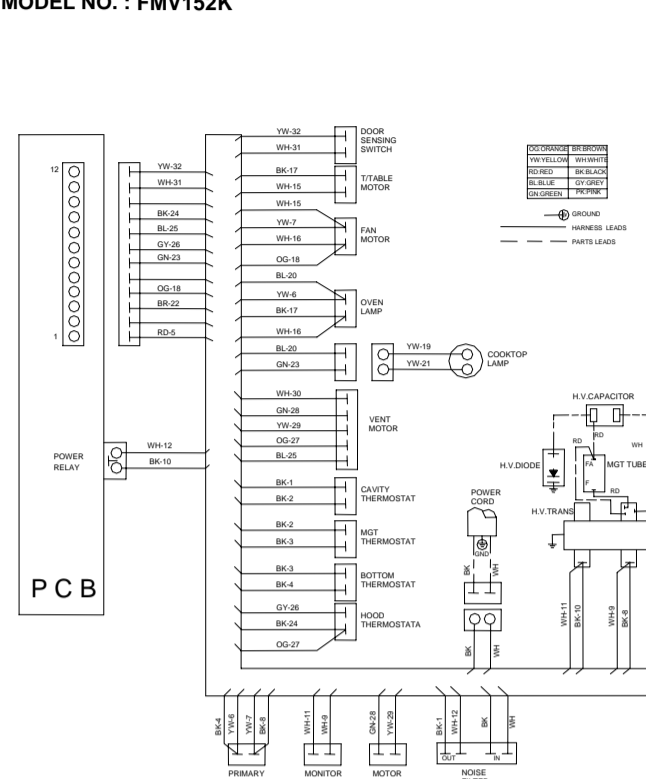 MODEL NO. : FMV152K
12
1
YW-32
WH-31
BK-24
BL-25
GY-26
GN-23
OG-18
BR-22
RD-5
POWER
RELAY
WH-12
BK-10
P C B
YW-32
WH-31
DOOR
SENSING
SWITCH
BK-17
WH-15
T/TABLE
MOTOR
WH-15
YW-7
WH-16
OG-18
FAN
MOTOR
BL-20
YW-6
BK-17
WH-16
OVEN
LAMP
BL-20
GN-23
YW-19
YW-21
COOKTOP
LAMP
WH-30
GN-28
YW-29
OG-27
BL-25
VENT
MOTOR
BK-1
BK-2
CAVITY
THERMOSTAT
BK-2
BK-3
MGT
THERMOSTAT
BK-3
BK-4
BOTTOM
THERMOSTAT
GY-26
BK-24
OG-27
HOOD
THERMOSTATA
OG:ORANGE BR:BROWN
YW:YELLOW WH:WHITE
RD:RED BK:BLACK
BL:BLUE GY:GREY
GN:GREEN PK:PINK
GROUND
HARNESS LEADS
PARTS LEADS
H.V.CAPACITOR
RD
RD
WH
H.V.DIODE
FA
F
MGT TUBE
RD
H.V.TRANS
POWER
CORD
GND
BK
WH
BK
WH
WH-11
BK-10
WH-9
BK-8
BK-4
YW-6
YW-7
BK-8
PRIMARY
WH-11
WH-9
MONITOR
GN-28
YW-29
MOTOR
BK-1
WH-12
BK
WH
OUT
IN
NOISE